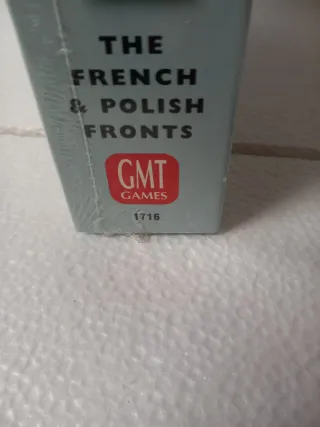 THE
FRENCH
& POLISH
FRONTS
GMT
GAMES
1716